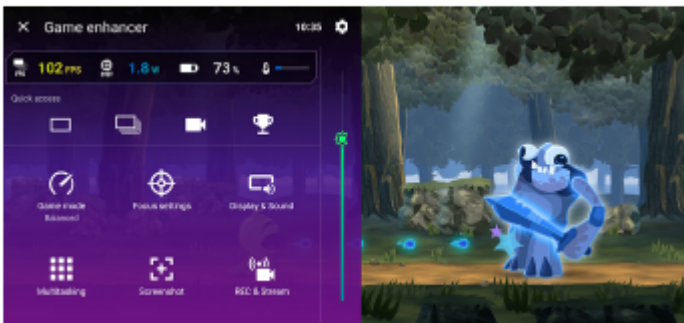 Game enhancer 10:35
102 FPS 1.8 W 73 %
Quick access
Game mode Focus settings Display & Sound
Balanced
Multitasking Screenshot REC & Stream